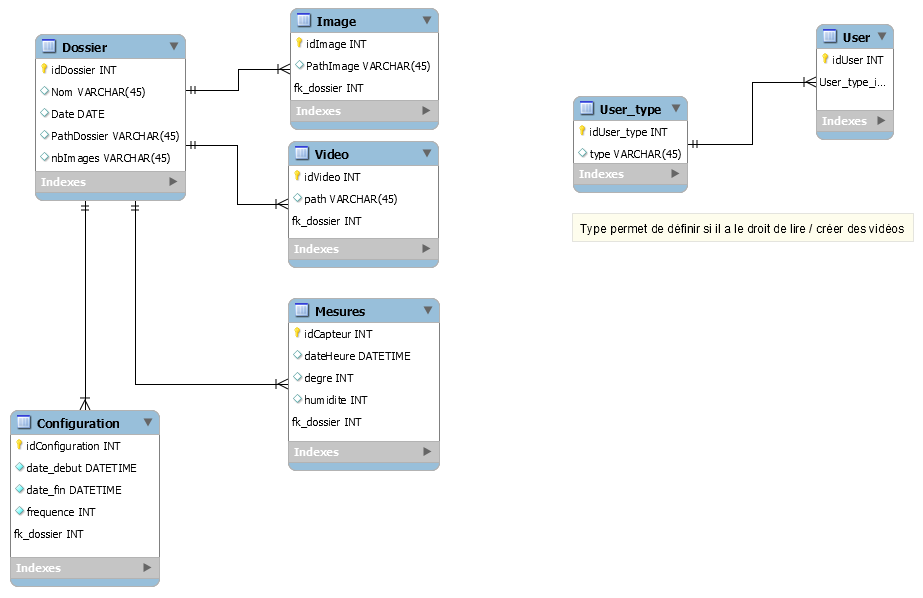 Dossier
idDossier INT
Nom VARCHAR(45)
Date DATE
PathDossier VARCHAR(45)
nbImages VARCHAR(45)
Indexes
Image
idImage INT
PathImage VARCHAR(45)
fk_dossier INT
Indexes
Video
idVideo INT
path VARCHAR(45)
fk_dossier INT
Indexes
Mesures
idCapteur INT
dateHeure DATETIME
degre INT
humidite INT
fk_dossier INT
Indexes
Configuration
idConfiguration INT
date_debut DATETIME
date_fin DATETIME
frequence INT
fk_dossier INT
Indexes
User_type
idUser_type INT
type VARCHAR(45)
Indexes
User
idUser INT
User_type_i...
Indexes
Type permet de définir si il a le droit de lire / créer des vidéos